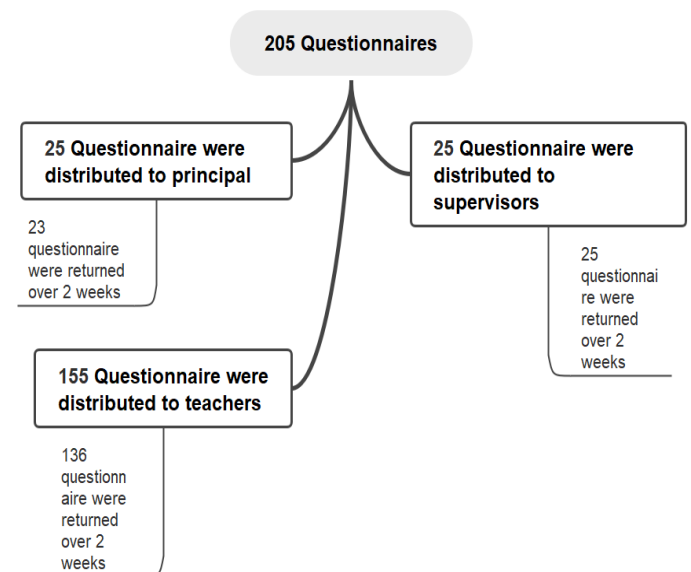 205 Questionnaires
25 Questionnaire were
distributed to principal
23
questionnaire
were returned
over 2 weeks
25 Questionnaire were
distributed to
supervisors
25
questionnai
re were
returned
over 2
weeks
155 Questionnaire were
distributed to teachers
136
questionn
aire were
returned
over 2
weeks